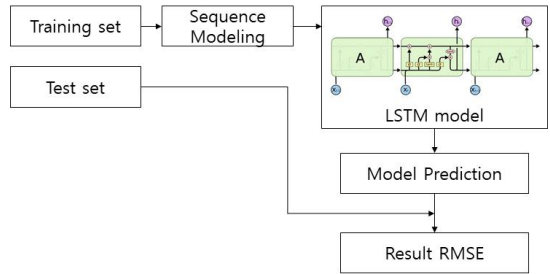 Training set
Sequence
Modeling
A
A
LSTM model
Test set
Model Prediction
Result RMSE